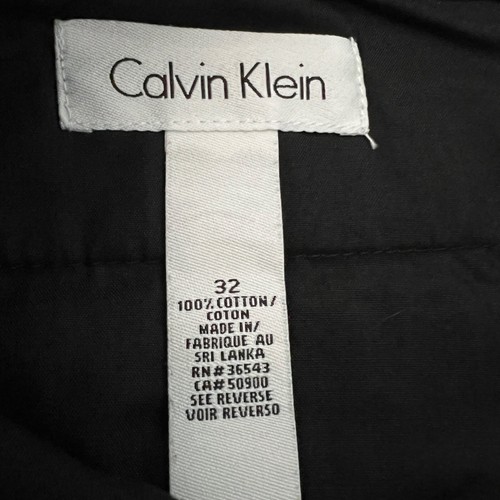 Calvin Klein
32
100% COTTON/
COTON
MADE IN/
FABRIQUE AU
SRI LANKA
RN#36543
CA#50900
SEE REVERSE
VOIR REVERSO